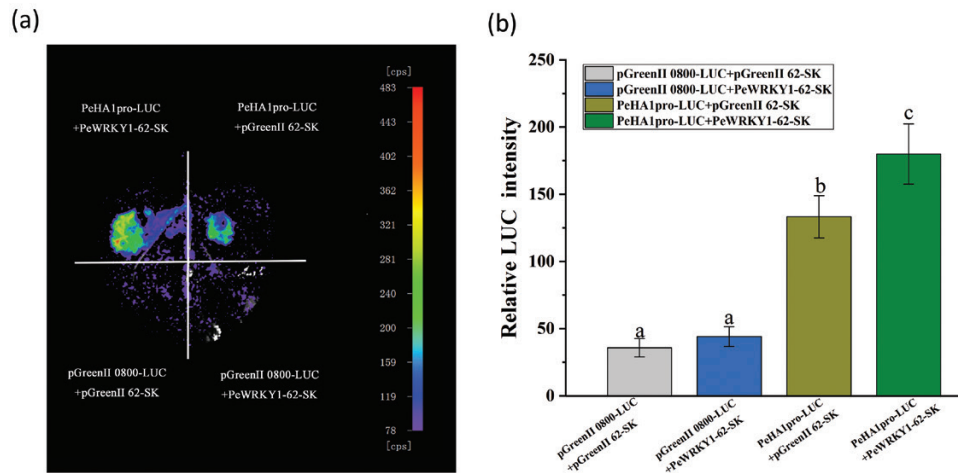 (a)
[cps]
483
443
402
362
321
281
240
200
159
119
78
[cps]
PeHA1pro-LUC
+PeWRKY1-62-SK
PeHA1pro-LUC
+pGreenII 62-SK
pGreenII 0800-LUC
+pGreenII 62-SK
pGreenII 0800-LUC
+PeWRKY1-62-SK
(b)
Relative LUC intensity
250
200
150
100
50
0
pGreenII 0800-LUC+pGreenII 62-SK
pGreenII 0800-LUC+PeWRKY1-62-SK
PeHA1pro-LUC+pGreenII 62-SK
PeHA1pro-LUC+PeWRKY1-62-SK
a
a
b
c
pGreenII 0800-LUC
+pGreenII 62-SK
pGreenII 0800-LUC
+PeWRKY1-62-SK
PeHA1pro-LUC
+pGreenII 62-SK
PeHA1pro-LUC
+PeWRKY1-62-SK